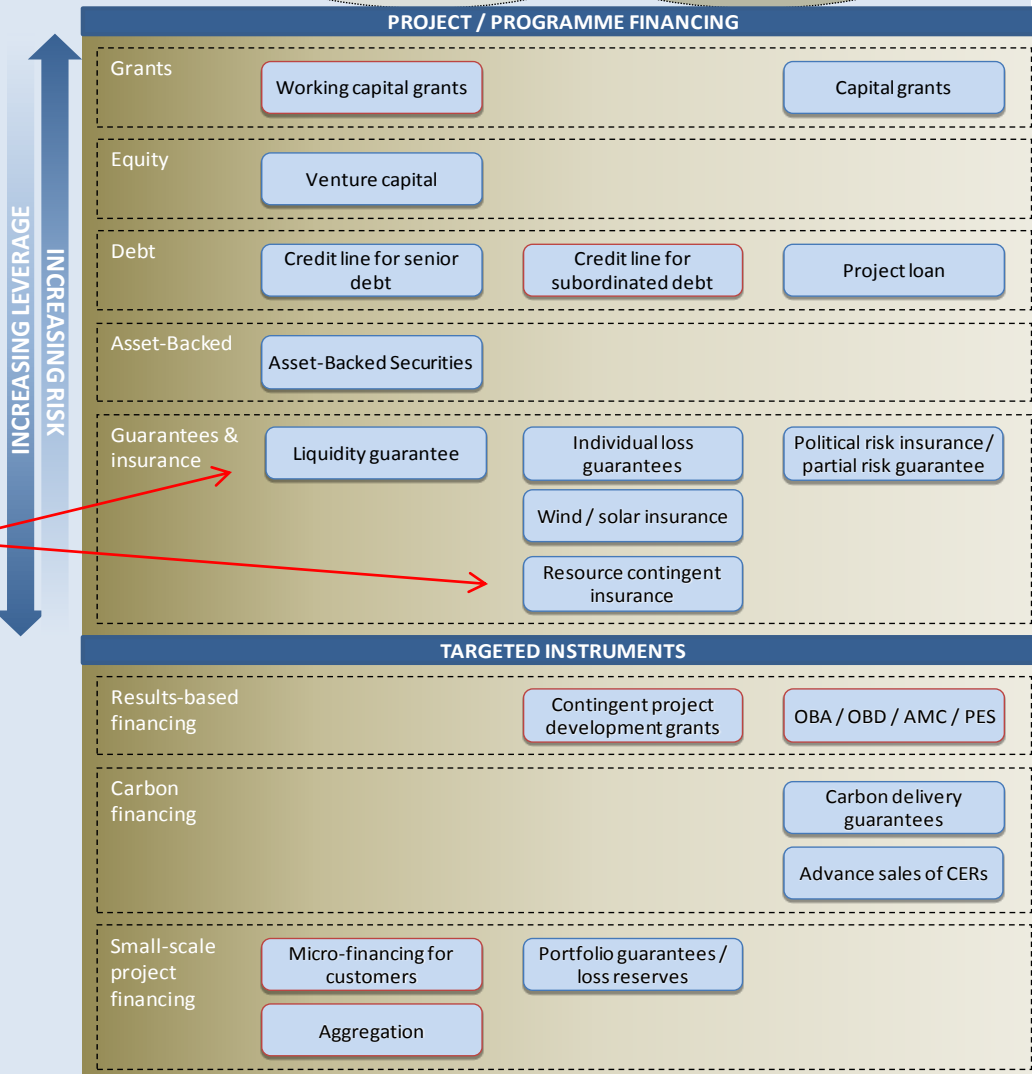 PROJECT / PROGRAMME FINANCING
INCREASING LEVERAGE
INCREASING RISK
Grants
Working capital grants
Capital grants
Equity
Venture capital
Debt
Credit line for senior
debt
Credit line for
subordinated debt
Project loan
Asset-Backed
Asset-Backed Securities
Guarantees &
insurance
Liquidity guarantee
Individual loss
guarantees
Political risk insurance /
partial risk guarantee
Wind / solar insurance
Resource contingent
insurance
TARGETED INSTRUMENTS
Results-based
financing
Contingent project
development grants
OBA / OBD / AMC / PES
Carbon
financing
Carbon delivery
guarantees
Advance sales of CERs
Small-scale
project
financing
Micro-financing for
customers
Portfolio guarantees /
loss reserves
Aggregation